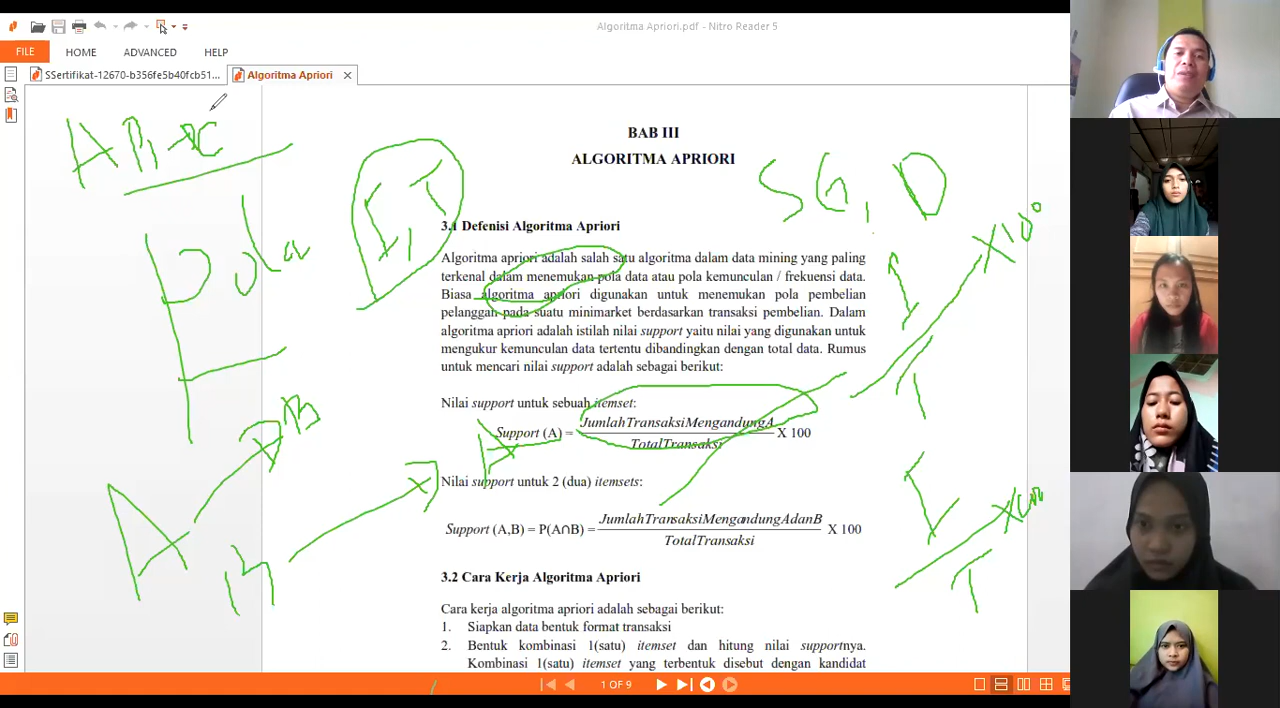 Algoritma Apriori.pdf - Nitro Reader 5
FILE HOME ADVANCED HELP
SSertifikat-12670-b356fe5b40fcb51... Algoritma Apriori
BAB III
ALGORITMA APRIORI
3.1 Defenisi Algoritma Apriori
Algoritma apriori adalah salah satu algoritma dalam data mining yang paling
terkenal dalam menemukan pola data atau pola kemunculan / frekuensi data.
Biasa algoritma apriori digunakan untuk menemukan pola pembelian
pelanggan pada suatu minimarket berdasarkan transaksi pembelian. Dalam
algoritma apriori adalah istilah nilai support yaitu nilai yang digunakan untuk
mengukur kemunculan data tertentu dibandingkan dengan total data. Rumus
untuk mencari nilai support adalah sebagai berikut:
Nilai support untuk sebuah itemset:
Support (A) = JumlahTransaksiMengandungA X 100
TotalTransaksi
Nilai support untuk 2 (dua) itemsets:
Support (A,B) = P(A∩B) = JumlahTransaksiMengandungAdanB X 100
TotalTransaksi
3.2 Cara Kerja Algoritma Apriori
Cara kerja algoritma apriori adalah sebagai berikut:
1. Siapkan data bentuk format transaksi
2. Bentuk kombinasi 1(satu) itemset dan hitung nilai supportnya.
Kombinasi 1(satu) itemset yang terbentuk disebut dengan kandidat
1 OF 9
Pola
A
B